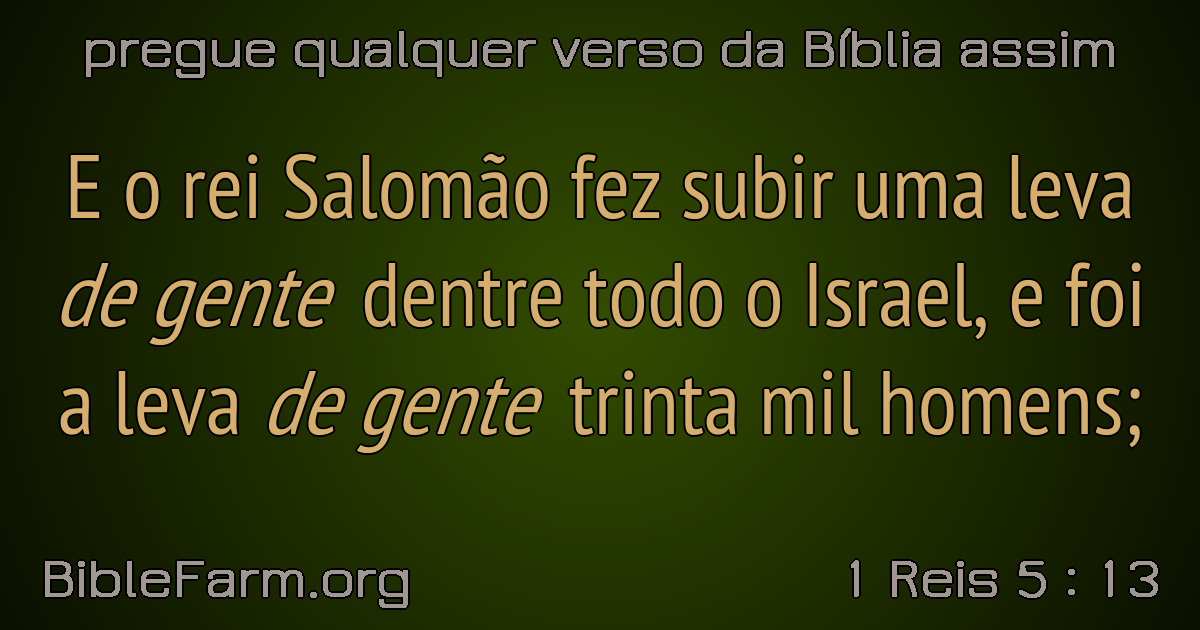 pregue qualquer verso da Bíblia assim
E o rei Salomão fez subir uma leva
de gente dentre todo o Israel, e foi
a leva de gente trinta mil homens;
BibleFarm.org
1 Reis 5 : 13